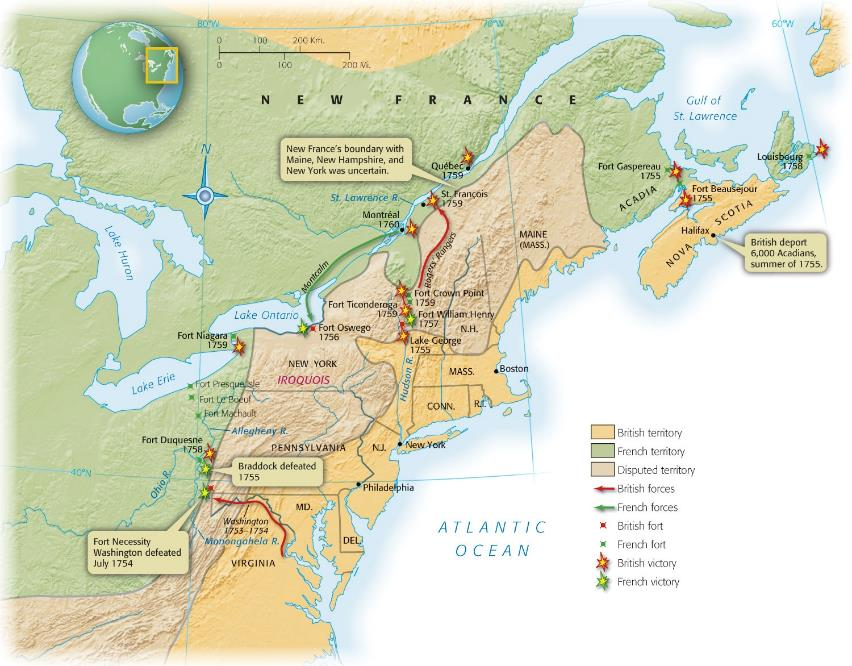 80°W
70°W
60°W
0 100 200 Km.
0 100 200 Mi.
NEW FRANCE
Gulf of
St. Lawrence
New France's boundary with
Maine, New Hampshire, and
New York was uncertain.
Québec
1759
Fort Gaspereau
1755
Louisbourg
1758
N
St. Lawrence R.
St. François
1759
Fort Beausejour
1755
ACADIA
NOVA SCOTIA
Halifax
Montréal
1760
British deport
6,000 Acadians,
summer of 1755.
MAINE
(MASS.)
Lake Huron
Montcalm
Rogers' Rangers
Fort Crown Point
1759
Fort Ticonderoga
1759
Fort William Henry
1757
Lake Ontario
Fort Oswego
1756
N.H.
Lake George
1755
Fort Niagara
1759
NEW YORK
IROQUOIS
Hudson R.
MASS.
Boston
Lake Erie
Fort Presque Isle
Fort Le Boeuf
Fort Machault
CONN.
R.I.
Allegheny R.
Fort Duquesne
1758
PENNSYLVANIA
N.J.
New York
40°N
Braddock defeated
1755
Ohio R.
Philadelphia
MD.
Washington
1753–1754
Monongahela R.
DEL.
Fort Necessity
Washington defeated
July 1754
VIRGINIA
ATLANTIC
OCEAN
British territory
French territory
Disputed territory
British forces
French forces
British fort
French fort
British victory
French victory